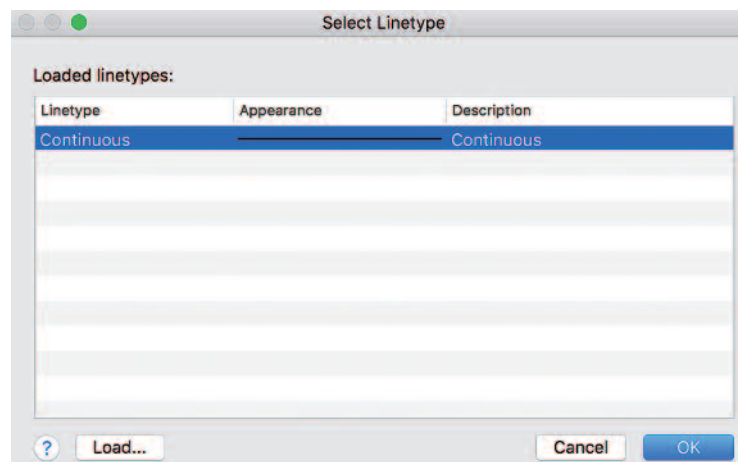 Select Linetype
Loaded linetypes:
Linetype Appearance Description
Continuous Continuous
? Load... Cancel OK